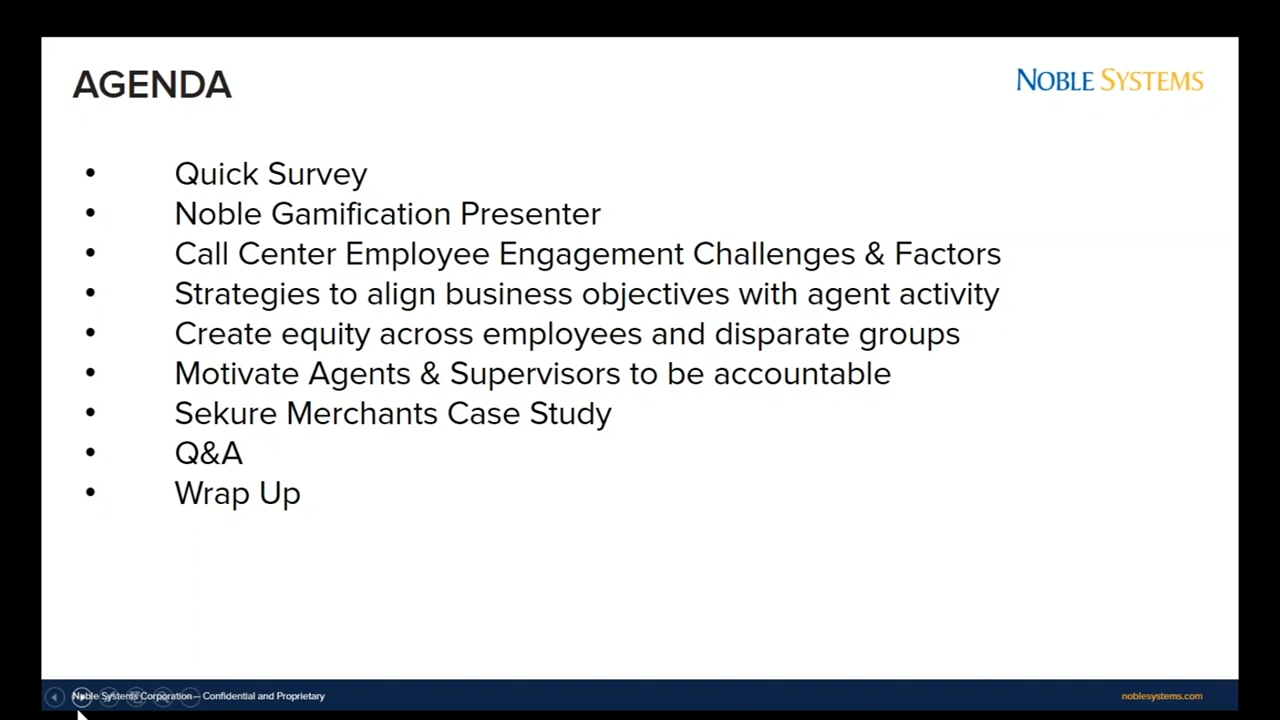 AGENDA
NOBLE SYSTEMS
• Quick Survey
• Noble Gamification Presenter
• Call Center Employee Engagement Challenges & Factors
• Strategies to align business objectives with agent activity
• Create equity across employees and disparate groups
• Motivate Agents & Supervisors to be accountable
• Sekure Merchants Case Study
• Q&A
• Wrap Up
Noble Systems Corporation – Confidential and Proprietary
noblesystems.com